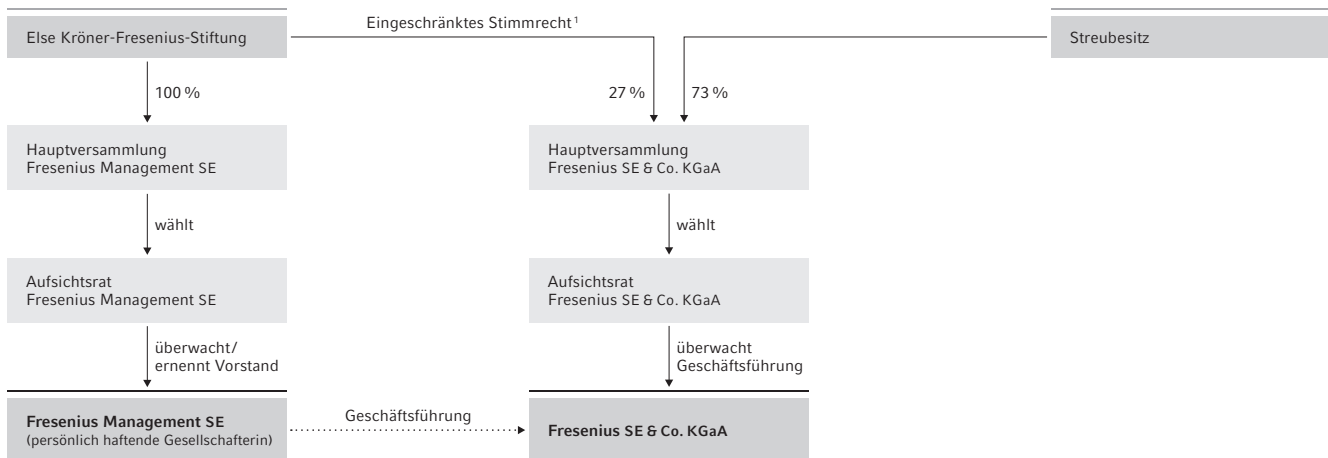 Else Kröner-Fresenius-Stiftung
Eingeschränktes Stimmrecht¹
Streubesitz
100 %
27 %
73 %
Hauptversammlung
Fresenius Management SE
Hauptversammlung
Fresenius SE & Co. KGaA
wählt
wählt
Aufsichtsrat
Fresenius Management SE
Aufsichtsrat
Fresenius SE & Co. KGaA
überwacht/
ernennt Vorstand
überwacht
Geschäftsführung
Fresenius Management SE
(persönlich haftende Gesellschafterin)
Geschäftsführung
Fresenius SE & Co. KGaA